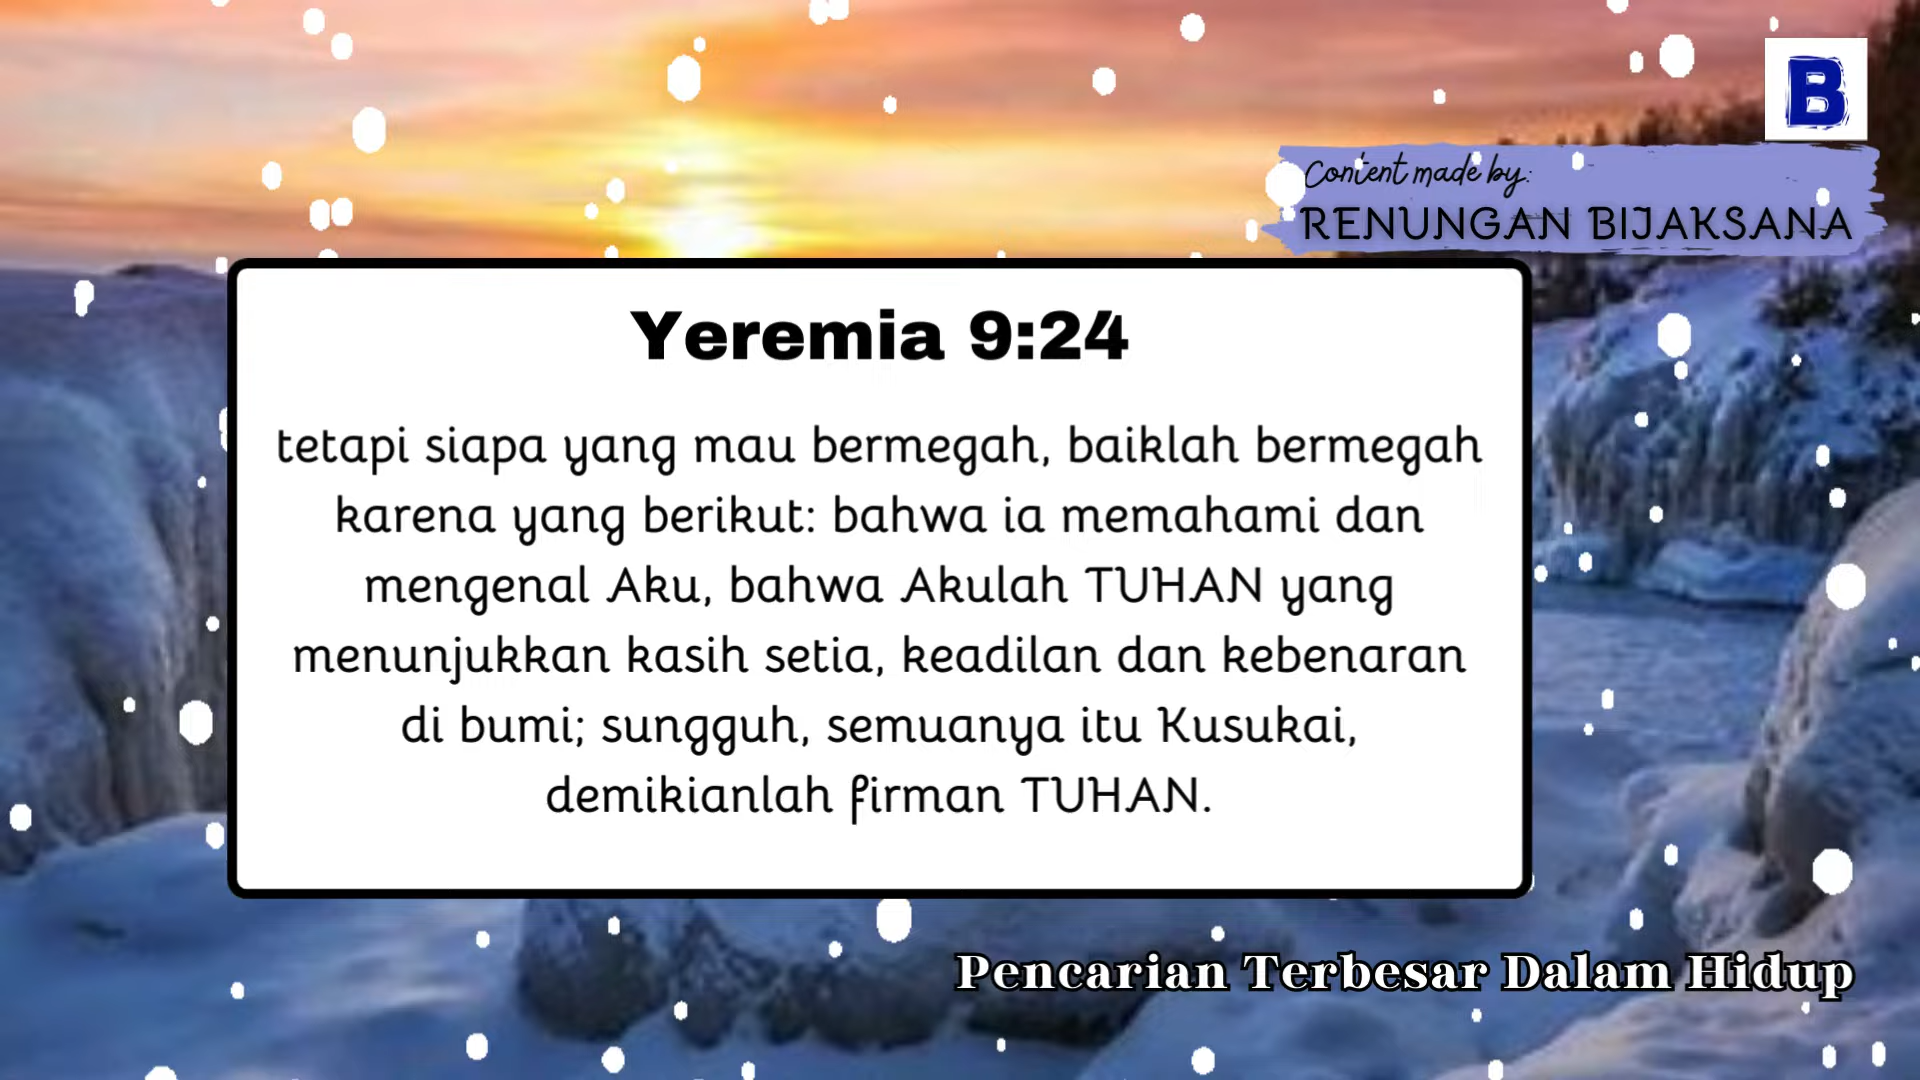 B
Content made by:
RENUNGAN BIJAKSANA
Yeremia 9:24
tetapi siapa yang mau bermegah, baiklah bermegah
karena yang berikut: bahwa ia memahami dan
mengenal Aku, bahwa Akulah TUHAN yang
menunjukkan kasih setia, keadilan dan kebenaran
di bumi; sungguh, semuanya itu Kusukai,
demikianlah firman TUHAN.
Pencarian Terbesar Dalam Hidup